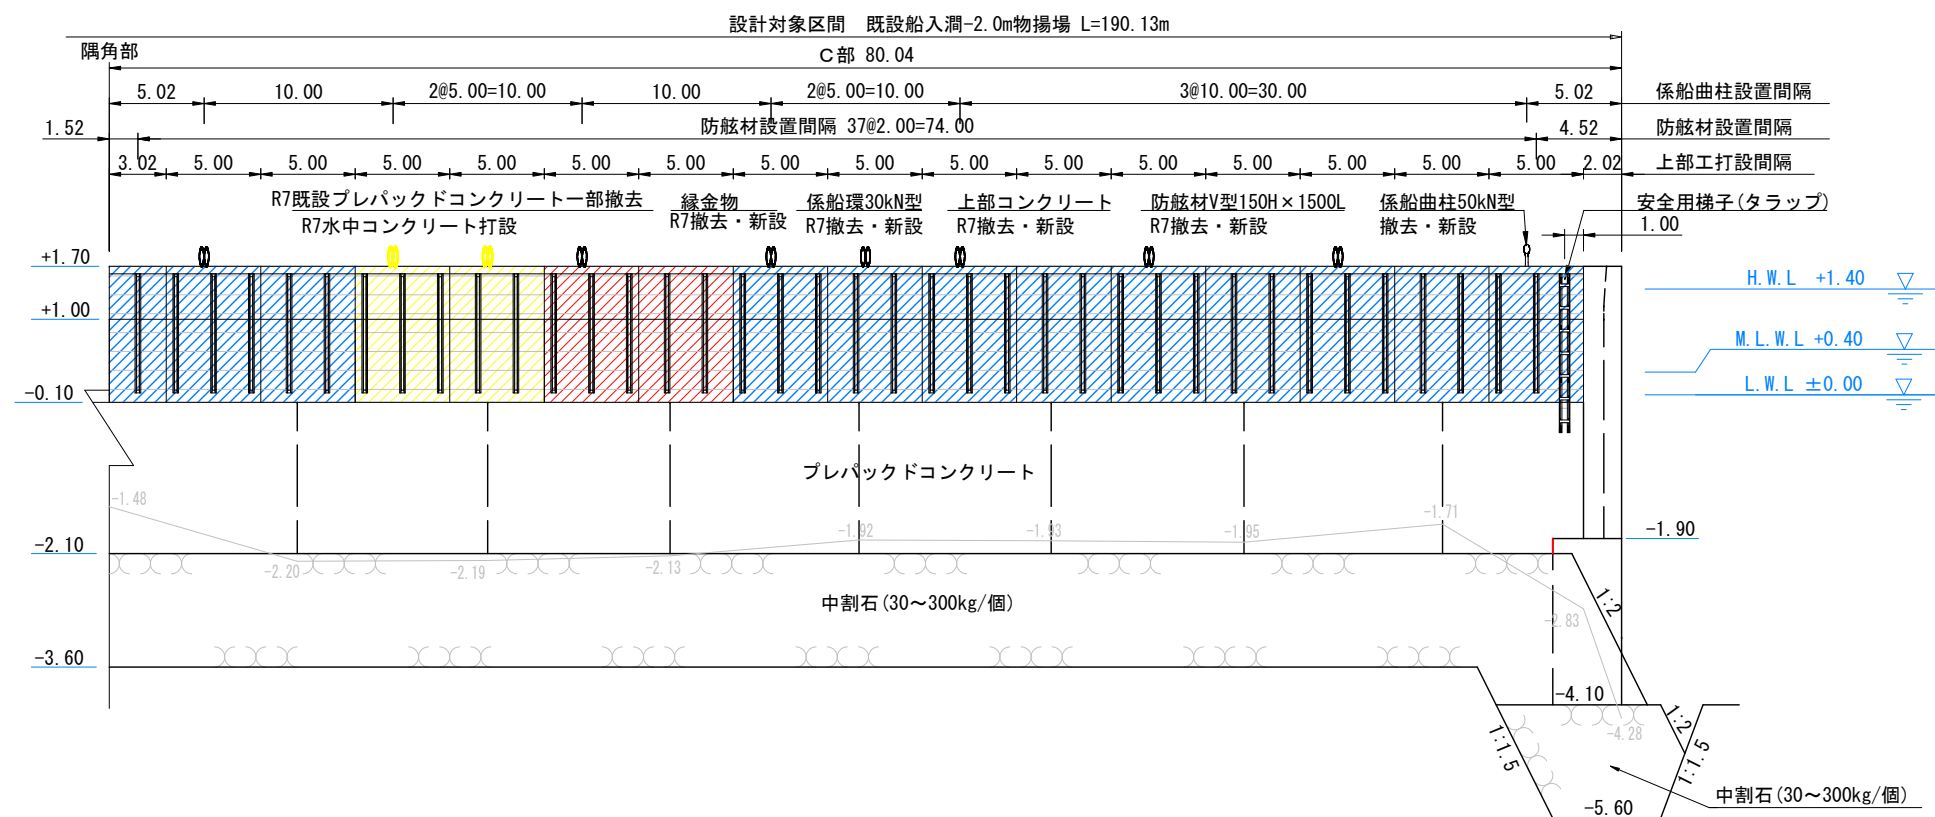 設計対象区間　既設船入澗-2.0m物揚場 L=190.13m
隅角部
C部 80.04
5.02 10.00 2@5.00=10.00 10.00 2@5.00=10.00 3@10.00=30.00 5.02 係船曲柱設置間隔
1.52 防舷材設置間隔 37@2.00=74.00 4.52 防舷材設置間隔
3.02 5.00 5.00 5.00 5.00 5.00 5.00 5.00 5.00 5.00 5.00 5.00 5.00 5.00 5.00 5.00 2.02 上部工打設間隔
R7既設プレパックドコンクリート一部撤去 縁金物 係船環30kN型 上部コンクリート 防舷材V型150H×1500L 係船曲柱50kN型 安全用梯子(タラップ)
R7水中コンクリート打設 R7撤去・新設 R7撤去・新設 R7撤去・新設 R7撤去・新設 撤去・新設 1.00
+1.70
H.W.L +1.40
+1.00
M.L.W.L +0.40
L.W.L ±0.00
-0.10
プレパックドコンクリート
-1.48
-1.92 -1.93 -1.95 -1.71
-1.90
-2.10
-2.20 -2.19 -2.13
中割石(30～300kg/個)
1:2
-2.83
-3.60
-4.10
1:2
-4.28
1:1.5 1:1.5
中割石(30～300kg/個)
-5.60